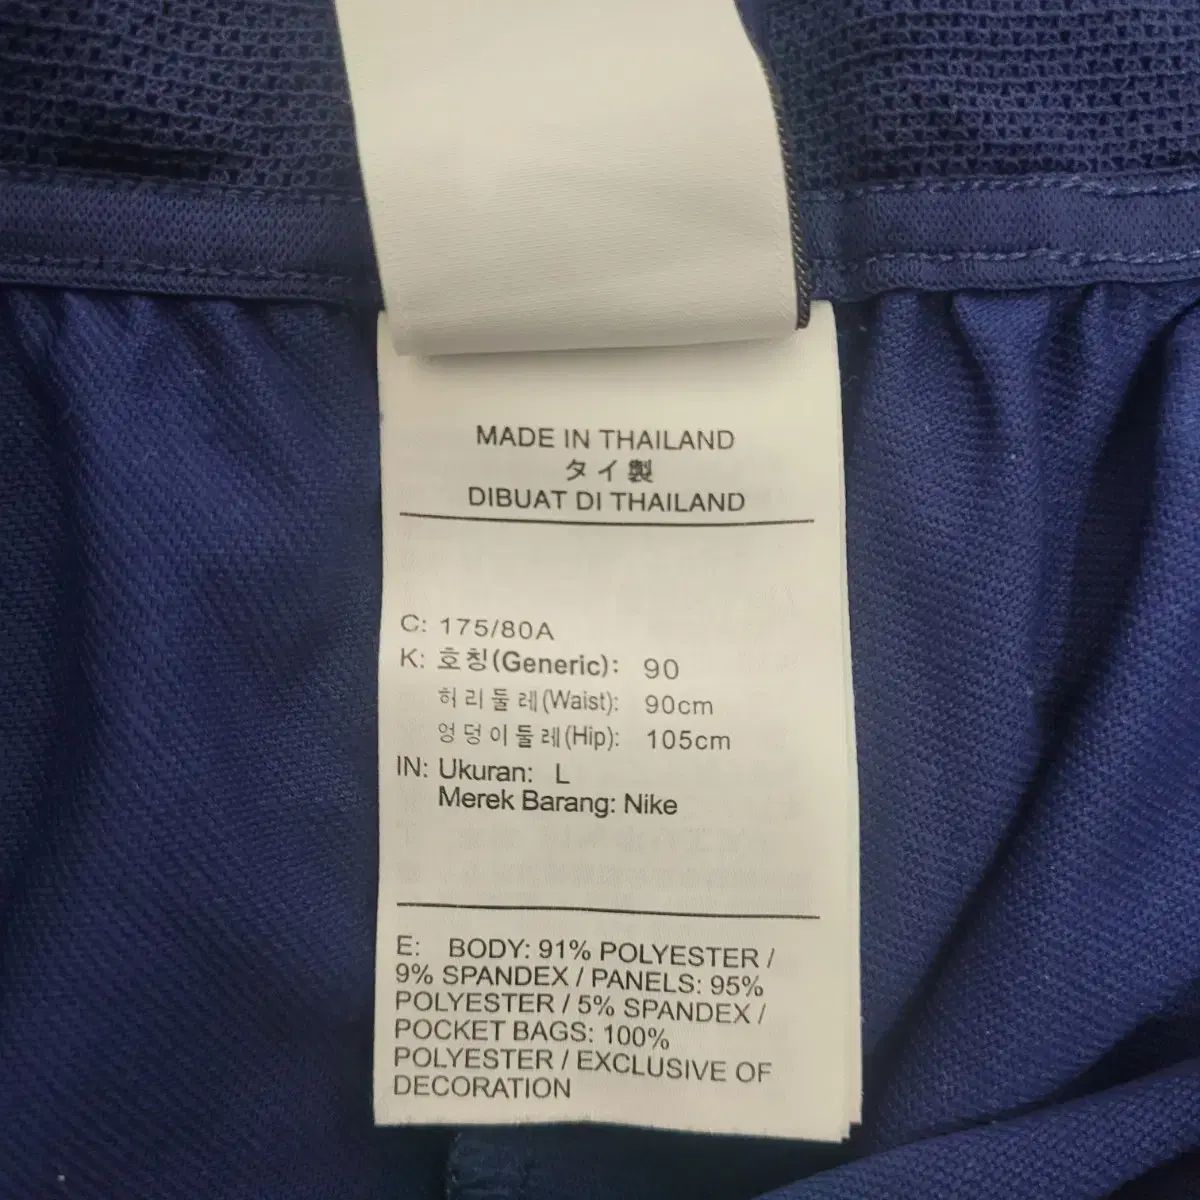 MADE IN THAILAND
タイ製
DIBUAT DI THAILAND
C: 175/80A
K: 호칭(Generic): 90
허리둘레(Waist): 90cm
엉덩이둘레(Hip): 105cm
IN: Ukuran: L
Merek Barang: Nike
E: BODY: 91% POLYESTER /
9% SPANDEX / PANELS: 95%
POLYESTER / 5% SPANDEX /
POCKET BAGS: 100%
POLYESTER / EXCLUSIVE OF
DECORATION